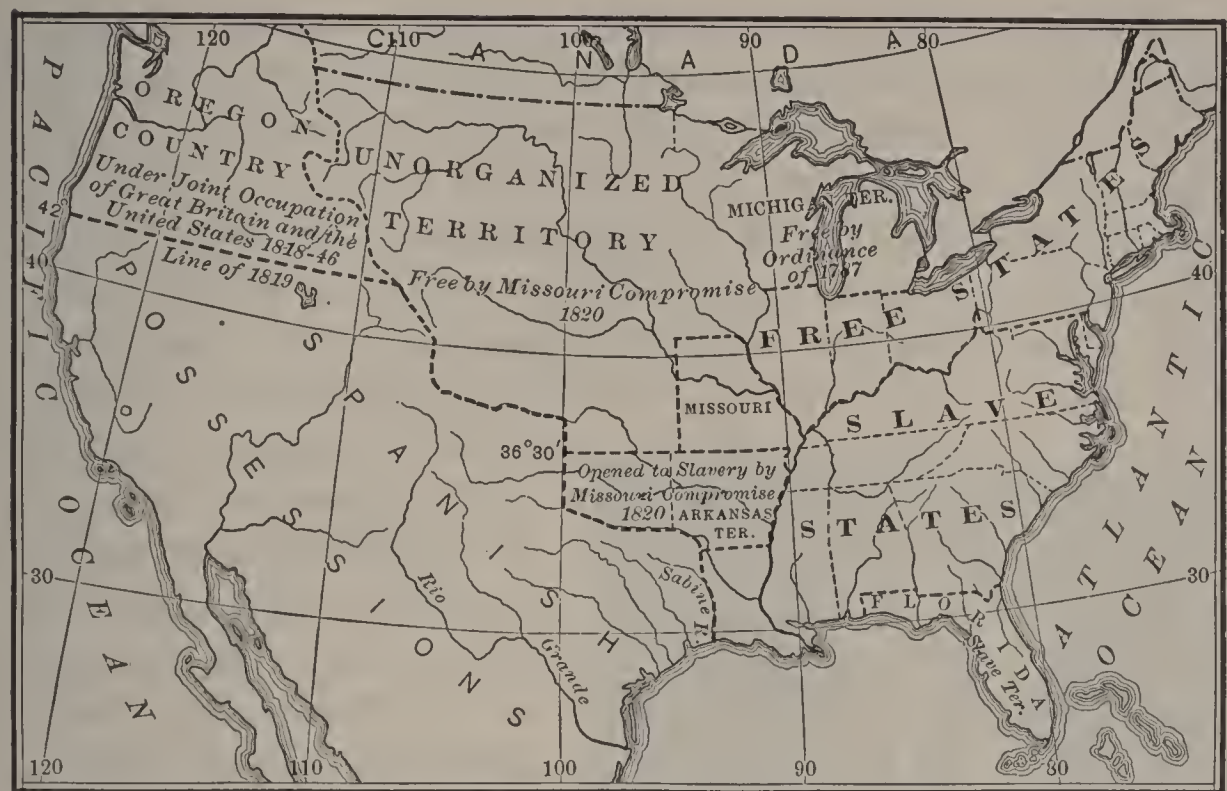 120
110
100
90
80
CANADA
PACIFIC OCEAN
OREGON
COUNTRY
Under Joint Occupation
of Great Britain and the
United States 1818-46
42°
Line of 1819
40
UNORGANIZED
TERRITORY
Free by Missouri Compromise
1820
MICHIGAN TER.
Free by
Ordinance
of 1787
FREE STATES
40
MISSOURI
SLAVE
STATES
36°30'
Opened to Slavery by
Missouri Compromise
1820
ARKANSAS
TER.
SPANISH
POSSESSIONS
Rio Grande
Sabine R.
FLORIDA
Slave Ter.
ATLANTIC
OCEAN
30
30
120
110
100
90
80